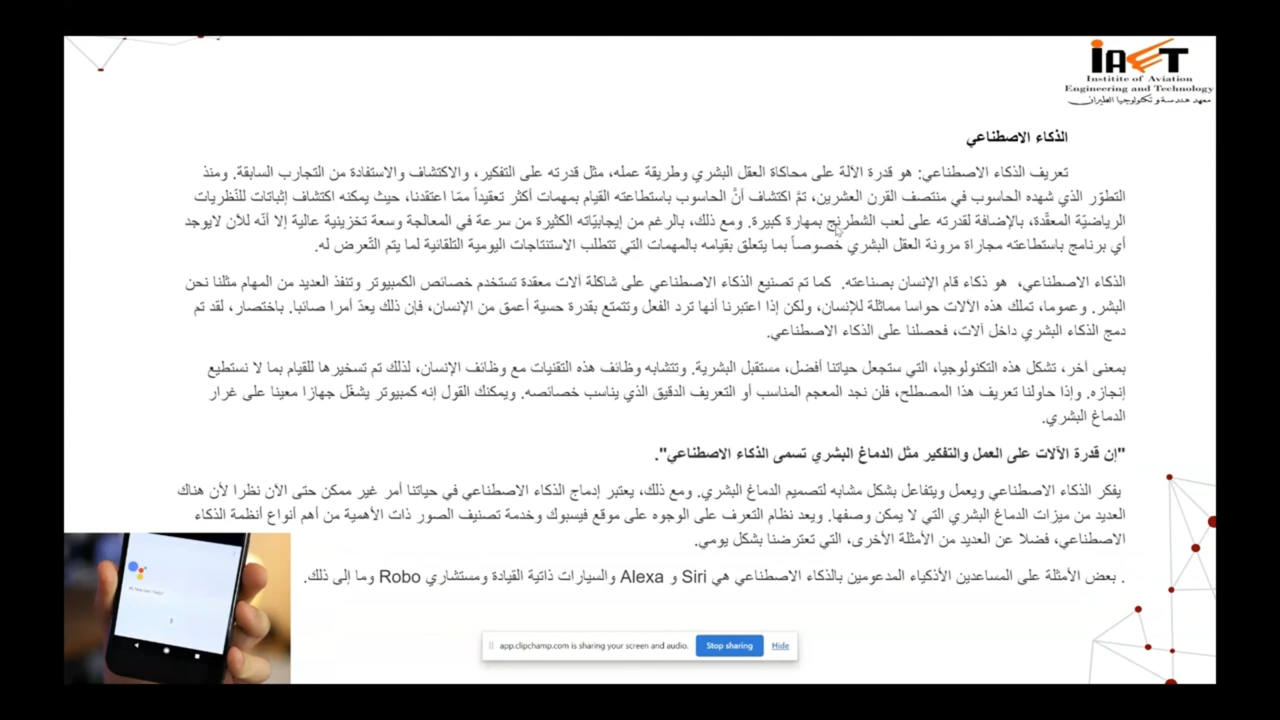 IAET
Institite of Aviation
Engineering and Technology
معهد هندسة و تكنولوجيا الطيران
الذكاء الاصطناعي
تعريف الذكاء الاصطناعي: هو قدرة الآلة على محاكاة العقل البشري وطريقة عمله، مثل قدرته على التفكير، والاكتشاف والاستفادة من التجارب السابقة. ومنذ
التطوّر الذي شهده الحاسوب في منتصف القرن العشرين، تمَّ اكتشاف أنَّ الحاسوب باستطاعته القيام بمهمات أكثر تعقيداً ممّا اعتقدنا، حيث يمكنه اكتشاف إثباتات للنّظريات
الرياضيّة المعقّدة، بالإضافة لقدرته على لعب الشطرنج بمهارة كبيرة. ومع ذلك، بالرغم من إيجابيّاته الكثيرة من سرعة في المعالجة وسعة تخزينية عالية إلا أنّه للآن لايوجد
أي برنامج باستطاعته مجاراة مرونة العقل البشري خصوصاً بما يتعلق بقيامه بالمهمات التي تتطلب الاستنتاجات اليومية التلقائية لما يتم التّعرض له.
الذكاء الاصطناعي، هو ذكاء قام الإنسان بصناعته. كما تم تصنيع الذكاء الاصطناعي على شاكلة آلات معقدة تستخدم خصائص الكمبيوتر وتنفذ العديد من المهام مثلنا نحن
البشر. وعموما، تملك هذه الآلات حواسا مماثلة للإنسان، ولكن إذا اعتبرنا أنها ترد الفعل وتتمتع بقدرة حسية أعمق من الإنسان، فإن ذلك يعدّ أمرا صائبا. باختصار، لقد تم
دمج الذكاء البشري داخل آلات، فحصلنا على الذكاء الاصطناعي.
بمعنى آخر، تشكل هذه التكنولوجيا، التي ستجعل حياتنا أفضل، مستقبل البشرية. وتتشابه وظائف هذه التقنيات مع وظائف الإنسان، لذلك تم تسخيرها للقيام بما لا نستطيع
إنجازه. وإذا حاولنا تعريف هذا المصطلح، فلن نجد المعجم المناسب أو التعريف الدقيق الذي يناسب خصائصه. ويمكنك القول إنه كمبيوتر يشغّل جهازا معينا على غرار
الدماغ البشري.
"إن قدرة الآلات على العمل والتفكير مثل الدماغ البشري تسمى الذكاء الاصطناعي".
يفكر الذكاء الاصطناعي ويعمل ويتفاعل بشكل مشابه لتصميم الدماغ البشري. ومع ذلك، يعتبر إدماج الذكاء الاصطناعي في حياتنا أمر غير ممكن حتى الآن نظرا لأن هناك
العديد من ميزات الدماغ البشري التي لا يمكن وصفها. ويعد نظام التعرف على الوجوه على موقع فيسبوك وخدمة تصنيف الصور ذات الأهمية من أهم أنواع أنظمة الذكاء
الاصطناعي، فضلا عن العديد من الأمثلة الأخرى، التي تعترضنا بشكل يومي.
. بعض الأمثلة على المساعدين الأذكياء المدعومين بالذكاء الاصطناعي هي Siri و Alexa والسيارات ذاتية القيادة ومستشاري Robo وما إلى ذلك.
app.clipchamp.com is sharing your screen and audio.
Stop sharing
Hide